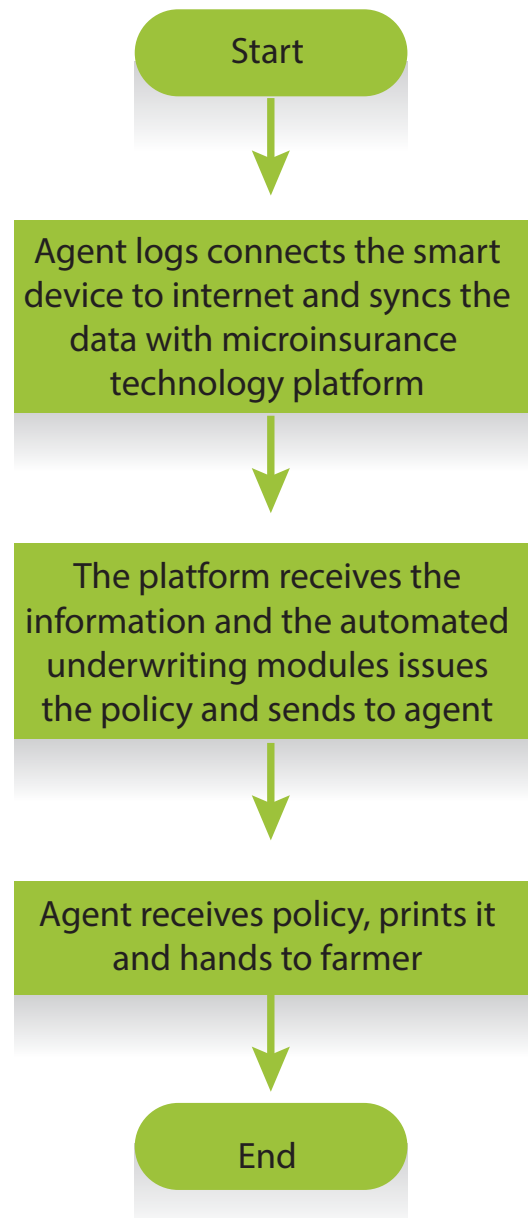 Start
Agent logs connects the smart
device to internet and syncs the
data with microinsurance
technology platform
The platform receives the
information and the automated
underwriting modules issues
the policy and sends to agent
Agent receives policy, prints it
and hands to farmer
End